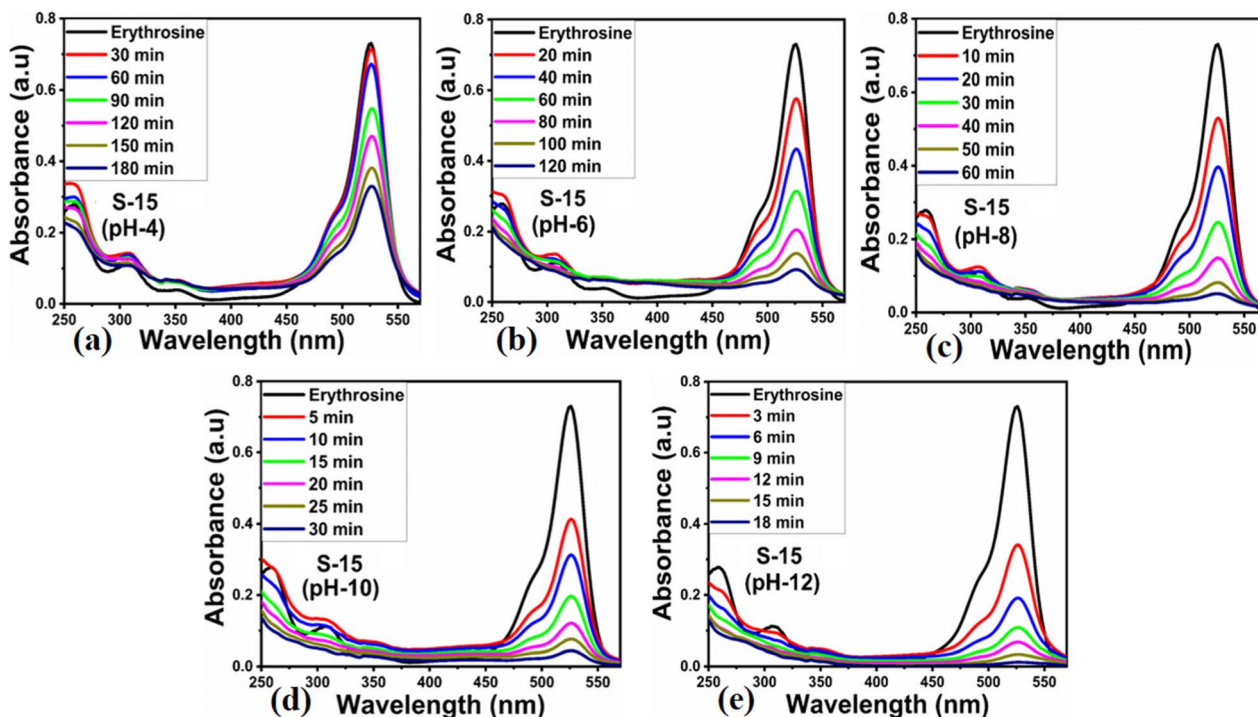 Absorbance (a.u)
0.8
0.6
0.4
0.2
0.0
Erythrosine
30 min
60 min
90 min
120 min
150 min
180 min
S-15
(pH-4)
250 300 350 400 450 500 550
(a) Wavelength (nm)
Absorbance (a.u)
0.8
0.6
0.4
0.2
0.0
Erythrosine
20 min
40 min
60 min
80 min
100 min
120 min
S-15
(pH-6)
250 300 350 400 450 500 550
(b) Wavelength (nm)
Absorbance (a.u)
0.8
0.6
0.4
0.2
0.0
Erythrosine
10 min
20 min
30 min
40 min
50 min
60 min
S-15
(pH-8)
250 300 350 400 450 500 550
(c) Wavelength (nm)
Absorbance (a.u)
0.8
0.6
0.4
0.2
0.0
Erythrosine
5 min
10 min
15 min
20 min
25 min
30 min
S-15
(pH-10)
250 300 350 400 450 500 550
(d) Wavelength (nm)
Absorbance (a.u)
0.8
0.6
0.4
0.2
0.0
Erythrosine
3 min
6 min
9 min
12 min
15 min
18 min
S-15
(pH-12)
250 300 350 400 450 500 550
(e) Wavelength (nm)